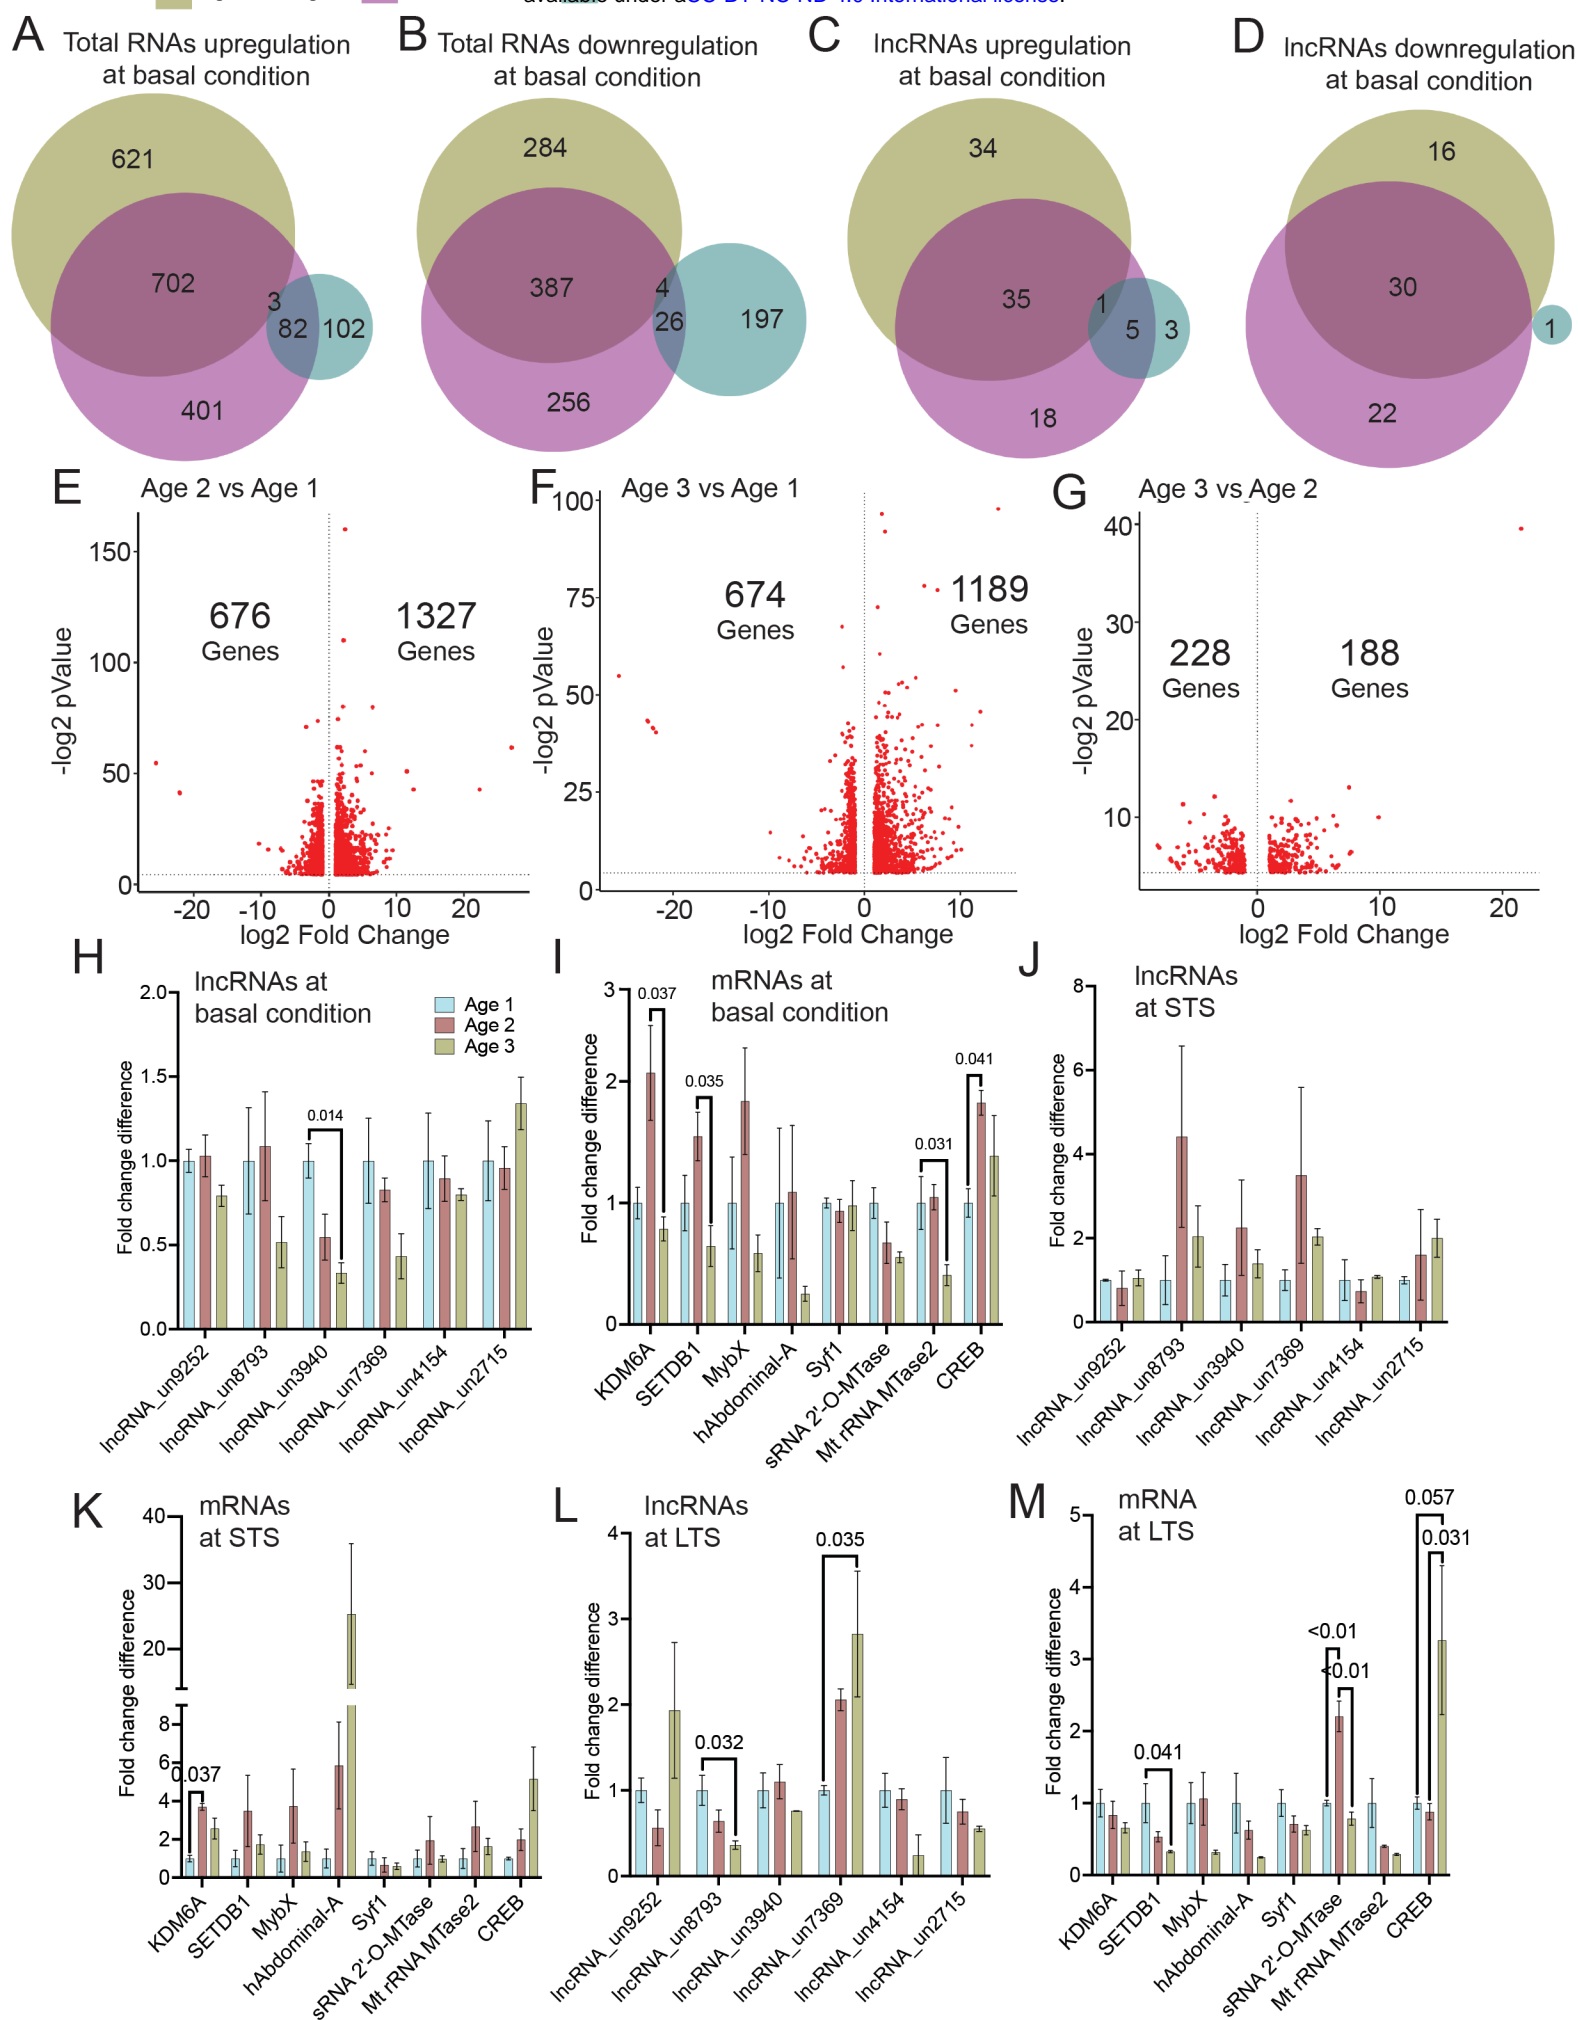 under a
International license.
A
Total RNAs upregulation
at basal condition
621
702
3
82
102
401
B
Total RNAs downregulation
at basal condition
284
387
4
26
197
256
C
lncRNAs upregulation
at basal condition
34
35
1
5
3
18
D
lncRNAs downregulation
at basal condition
16
30
1
22
E
Age 2 vs Age 1
-log2 pValue
150
100
50
0
676
Genes
1327
Genes
-20
-10
0
10
20
log2 Fold Change
F
Age 3 vs Age 1
-log2 pValue
100
75
50
25
0
674
Genes
1189
Genes
-20
-10
0
10
log2 Fold Change
G
Age 3 vs Age 2
-log2 pValue
40
30
20
10
228
Genes
188
Genes
0
10
20
log2 Fold Change
H
lncRNAs at
basal condition
Age 1
Age 2
Age 3
Fold change difference
2.0
1.5
1.0
0.5
0.0
0.014
lncRNA_un9252
lncRNA_un8793
lncRNA_un3940
lncRNA_un7369
lncRNA_un4154
lncRNA_un2715
I
mRNAs at
basal condition
Fold change difference
3
2
1
0
0.037
0.035
0.031
0.041
KDM6A
SETDB1
MybX
hAbdominal-A
Syf1
sRNA 2'-O-MTase
Mt rRNA MTase2
CREB
J
lncRNAs
at STS
Fold change difference
8
6
4
2
0
lncRNA_un9252
lncRNA_un8793
lncRNA_un3940
lncRNA_un7369
lncRNA_un4154
lncRNA_un2715
K
mRNAs
at STS
Fold change difference
40
30
20
8
6
4
2
0
0.037
KDM6A
SETDB1
MybX
hAbdominal-A
Syf1
sRNA 2'-O-MTase
Mt rRNA MTase2
CREB
L
lncRNAs
at LTS
Fold change difference
4
3
2
1
0
0.032
0.035
lncRNA_un9252
lncRNA_un8793
lncRNA_un3940
lncRNA_un7369
lncRNA_un4154
lncRNA_un2715
M
mRNA
at LTS
Fold change difference
5
4
3
2
1
0
0.041
<0.01
<0.01
0.057
0.031
KDM6A
SETDB1
MybX
hAbdominal-A
Syf1
sRNA 2'-O-MTase
Mt rRNA MTase2
CREB